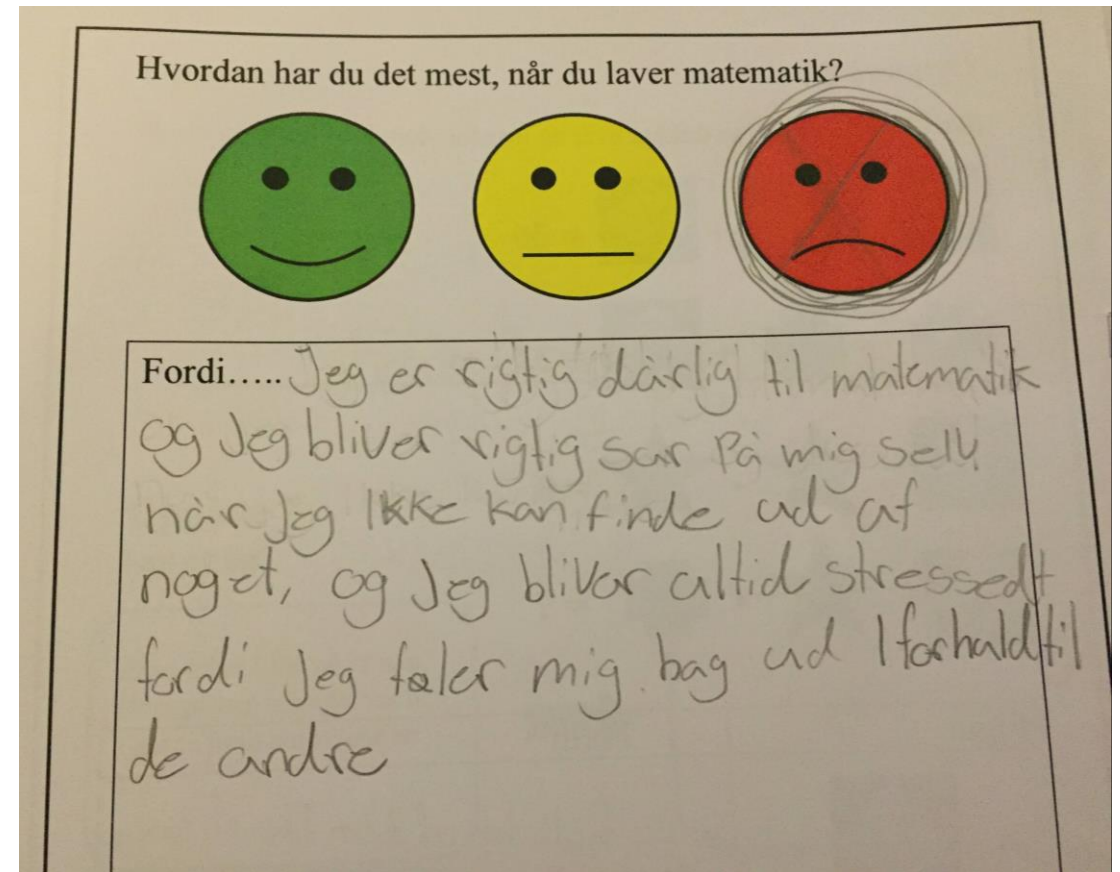 Hvordan har du det mest, når du laver matematik?
Fordi..... Jeg er rigtig dårlig til matematik
og Jeg bliver rigtig sur På mig selv
når Jeg Ikke kan finde ud af
noget, og Jeg bliver altid stressedt
fordi Jeg føler mig bag ud I forhald til
de andre